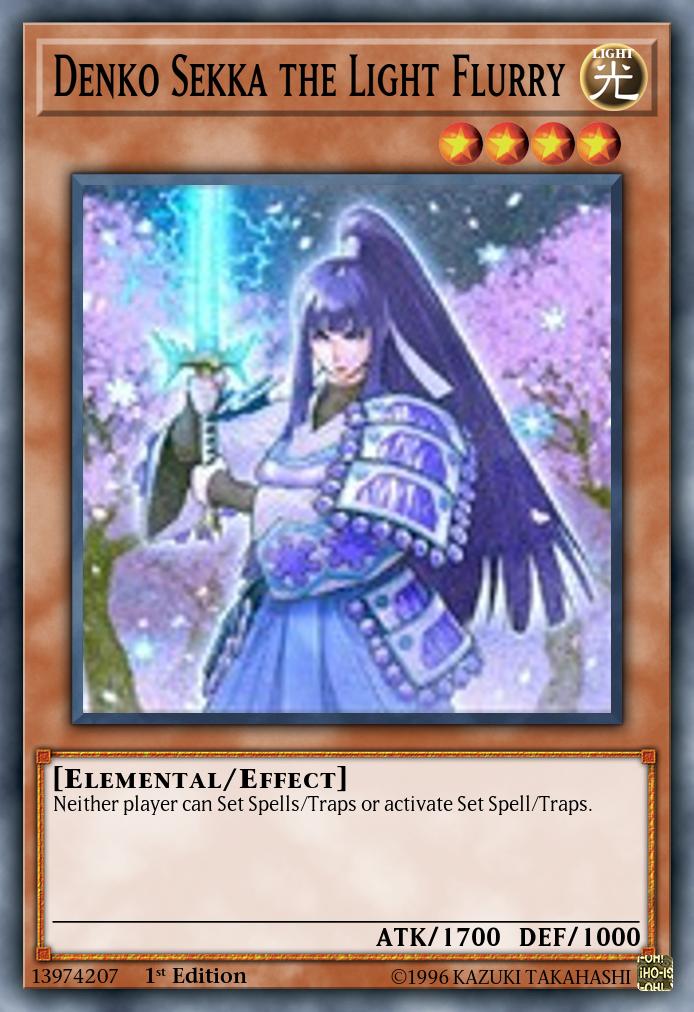 DENKO SEKKA THE LIGHT FLURRY
LIGHT
光
[ELEMENTAL/EFFECT]
Neither player can Set Spells/Traps or activate Set Spell/Traps.
ATK/1700 DEF/1000
13974207 1st Edition ©1996 KAZUKI TAKAHASHI